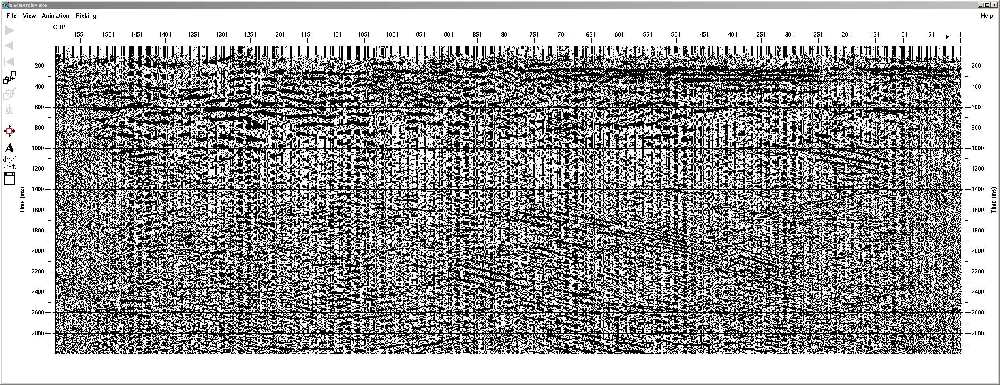 traceDisplay.exe
File View Animation Picking Help
CDP
1551 1501 1451 1401 1351 1301 1251 1201 1151 1101 1051 1001 951 901 851 801 751 701 651 601 551 501 451 401 351 301 251 201 151 101 51 1
200 200
400 400
600 600
800 800
1000 1000
1200 1200
1400 1400
1600 1600
1800 1800
2000 2000
2200 2200
2400 2400
2600 2600
2800 2800
Time (ms) Time (ms)
A
dx/dt
max